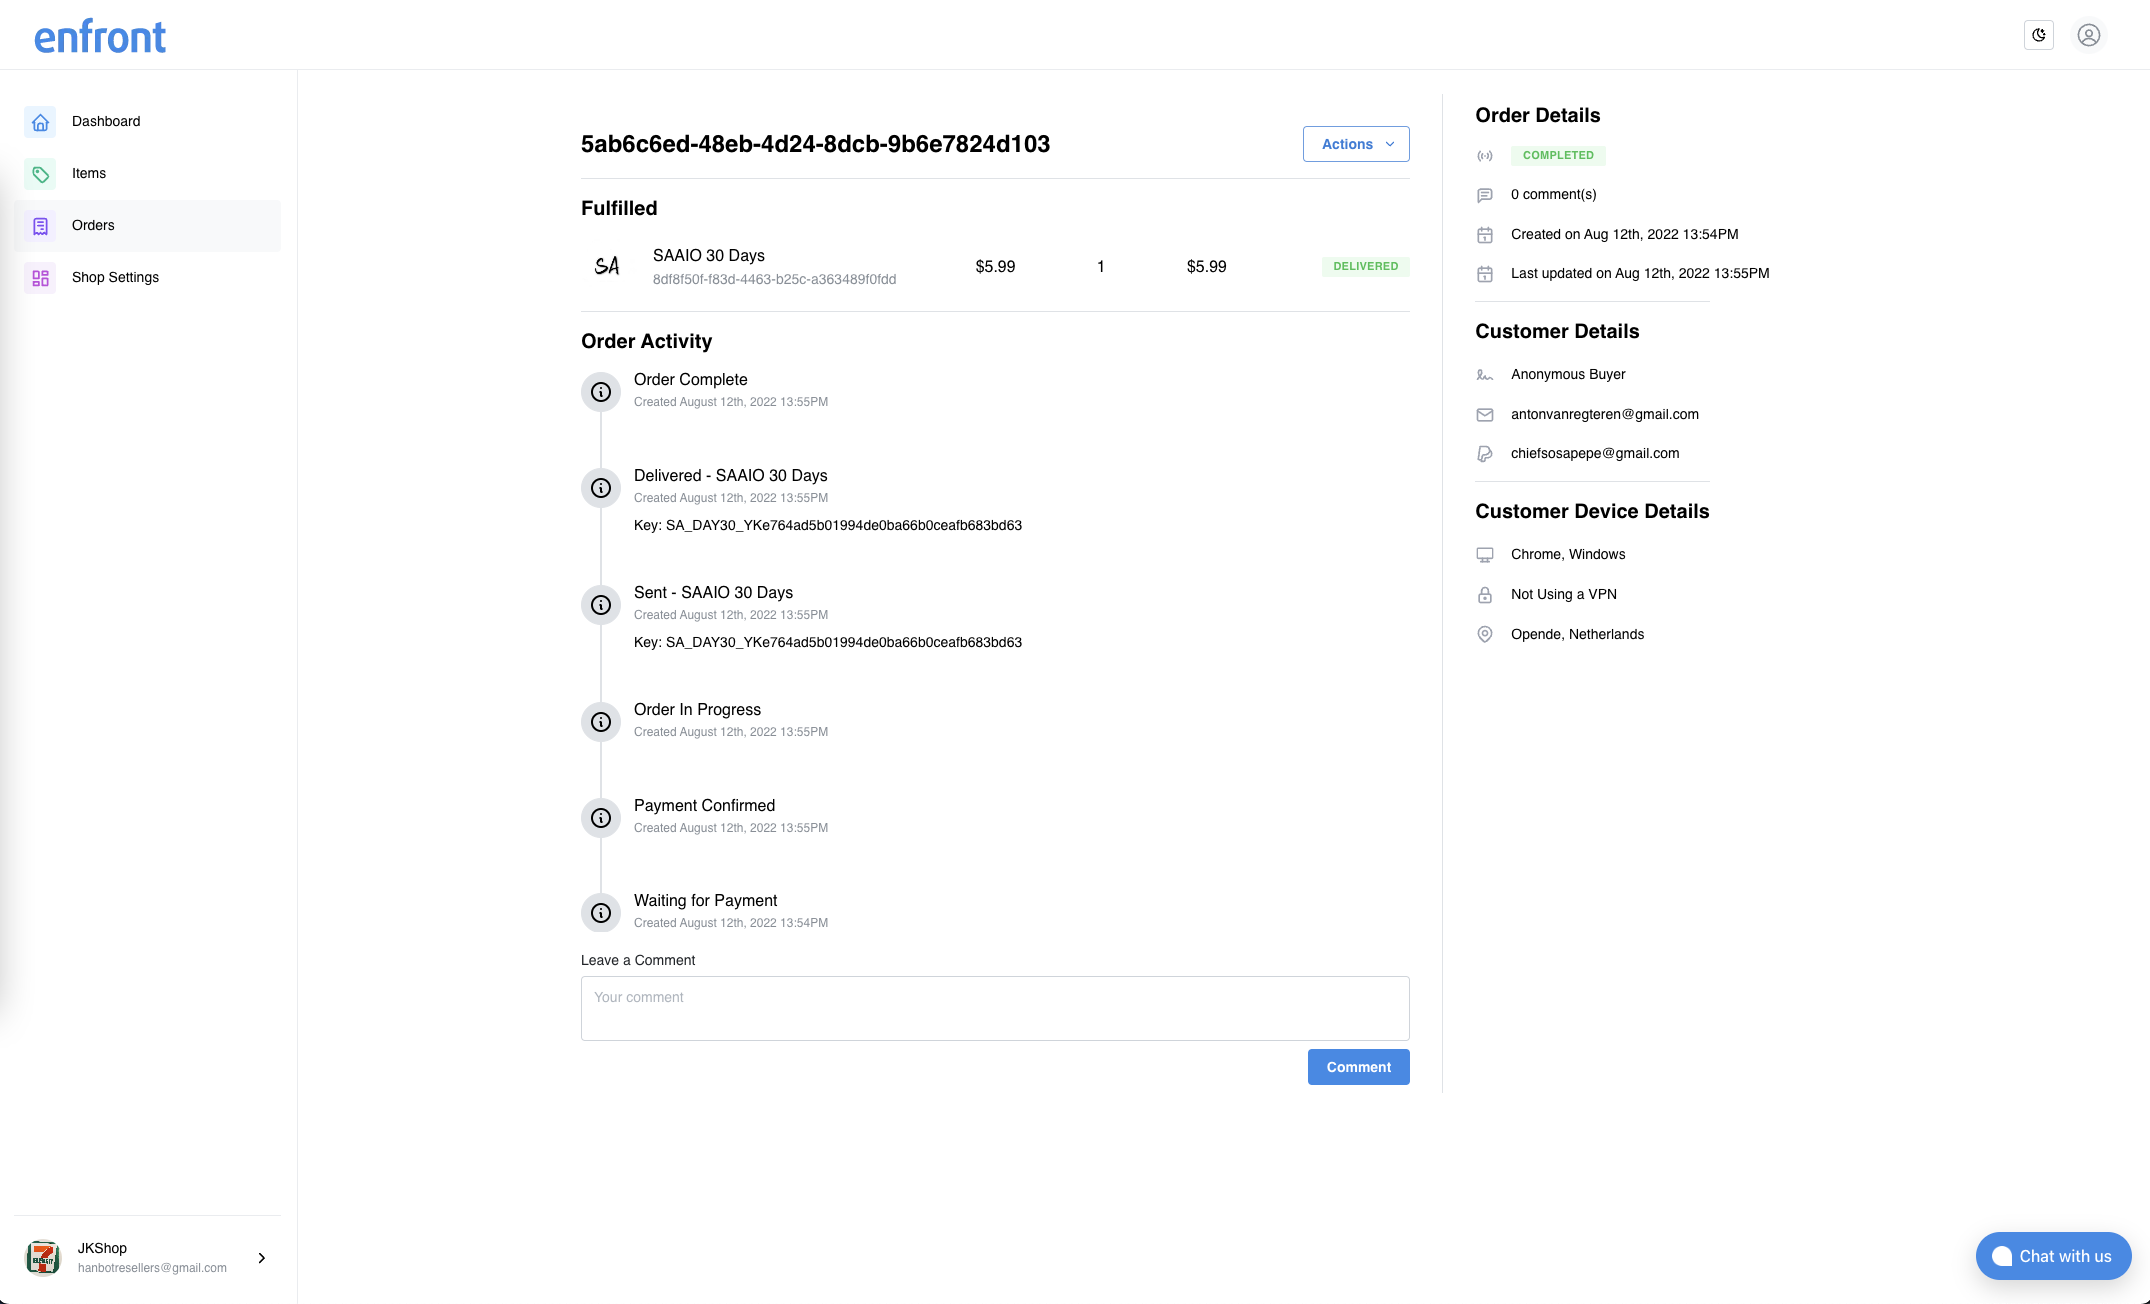 enfront
Dashboard
Items
Orders
Shop Settings
5ab6c6ed-48eb-4d24-8dcb-9b6e7824d103
Actions
Fulfilled
SA
SAAIO 30 Days
8df8f50f-f83d-4463-b25c-a363489f0fdd
$5.99 1 $5.99 DELIVERED
Order Activity
Order Complete
Created August 12th, 2022 13:55PM
Delivered - SAAIO 30 Days
Created August 12th, 2022 13:55PM
Key: SA_DAY30_YKe764ad5b01994de0ba66b0ceafb683bd63
Sent - SAAIO 30 Days
Created August 12th, 2022 13:55PM
Key: SA_DAY30_YKe764ad5b01994de0ba66b0ceafb683bd63
Order In Progress
Created August 12th, 2022 13:55PM
Payment Confirmed
Created August 12th, 2022 13:55PM
Waiting for Payment
Created August 12th, 2022 13:54PM
Leave a Comment
Your comment
Comment
Order Details
COMPLETED
0 comment(s)
Created on Aug 12th, 2022 13:54PM
Last updated on Aug 12th, 2022 13:55PM
Customer Details
Anonymous Buyer
antonvanregteren@gmail.com
chiefsosapepe@gmail.com
Customer Device Details
Chrome, Windows
Not Using a VPN
Opende, Netherlands
JKShop
hanbotresellers@gmail.com
Chat with us